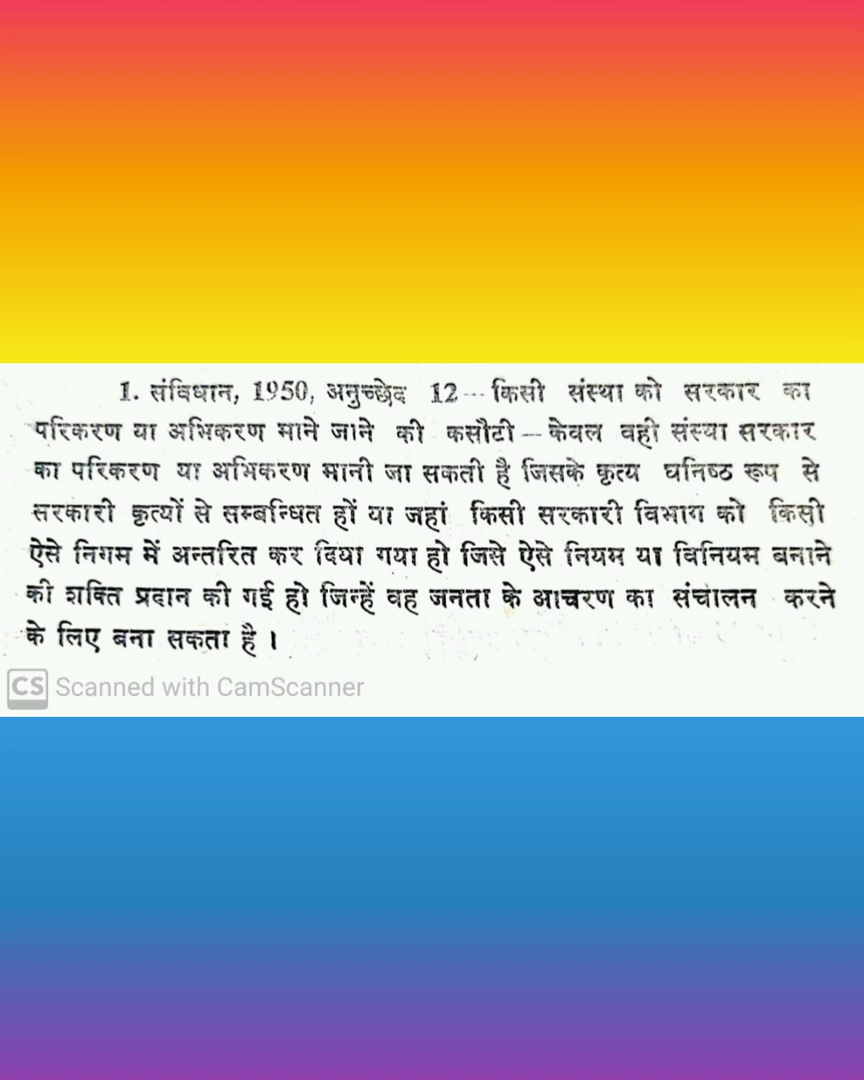 1. संविधान, 1950, अनुच्छेद 12--- किसी संस्था को सरकार का
परिकरण या अभिकरण माने जाने की कसौटी – केवल वही संस्था सरकार
का परिकरण या अभिकरण मानी जा सकती है जिसके कृत्य घनिष्ठ रूप से
सरकारी कृत्यों से सम्बन्धित हों या जहां किसी सरकारी विभाग को किसी
ऐसे निगम में अन्तरित कर दिया गया हो जिसे ऐसे नियम या विनियम बनाने
की शक्ति प्रदान की गई हो जिन्हें वह जनता के आचरण का संचालन करने
के लिए बना सकता है ।
CS Scanned with CamScanner